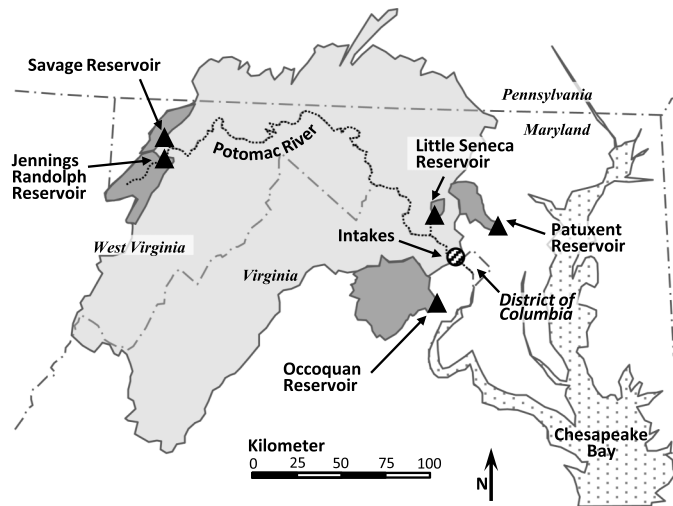 Savage Reservoir
Pennsylvania
Maryland
Potomac River
Little Seneca
Reservoir
Jennings
Randolph
Reservoir
Intakes
Patuxent
Reservoir
West Virginia
Virginia
District of
Columbia
Occoquan
Reservoir
Chesapeake
Bay
Kilometer
0 25 50 75 100
N